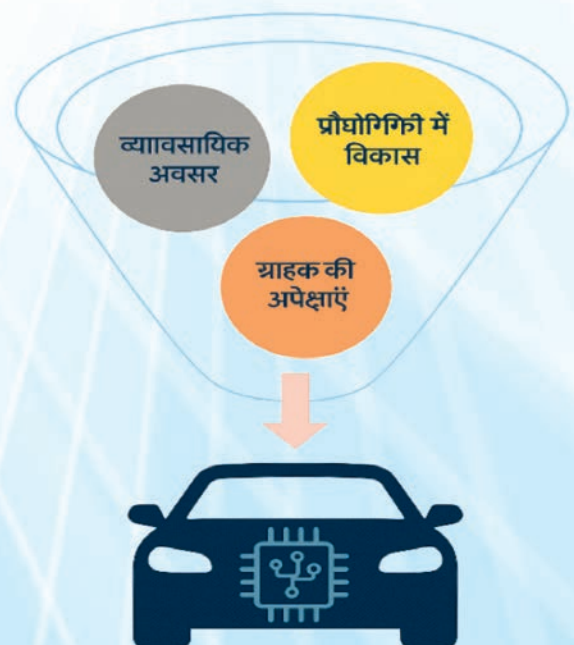 व्याावसायिक
अवसर
प्रौघोगिगिी में
विकास
ग्राहक की
अपेक्षाएंं